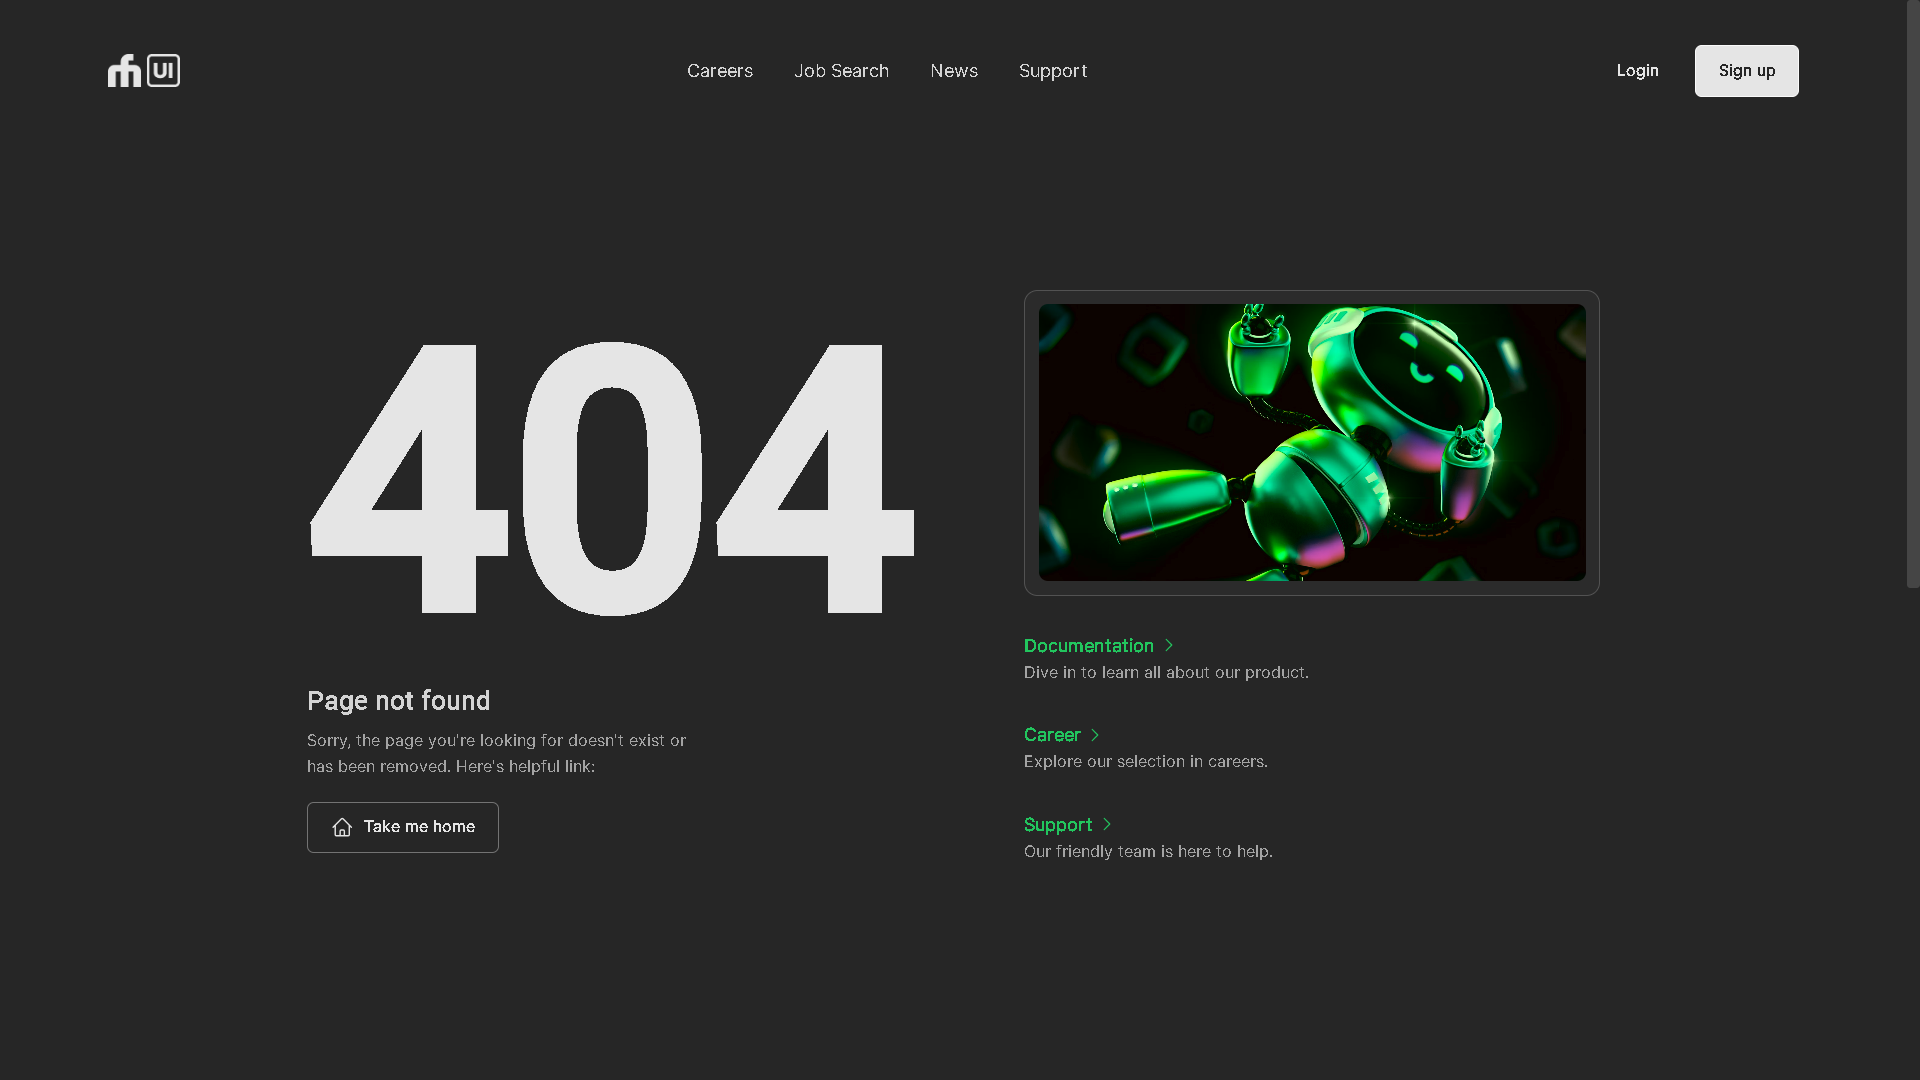 UI
Careers
Job Search
News
Support
Login
Sign up
404
Page not found
Sorry, the page you're looking for doesn't exist or
has been removed. Here's helpful link:
Take me home
Documentation
Dive in to learn all about our product.
Career
Explore our selection in careers.
Support
Our friendly team is here to help.